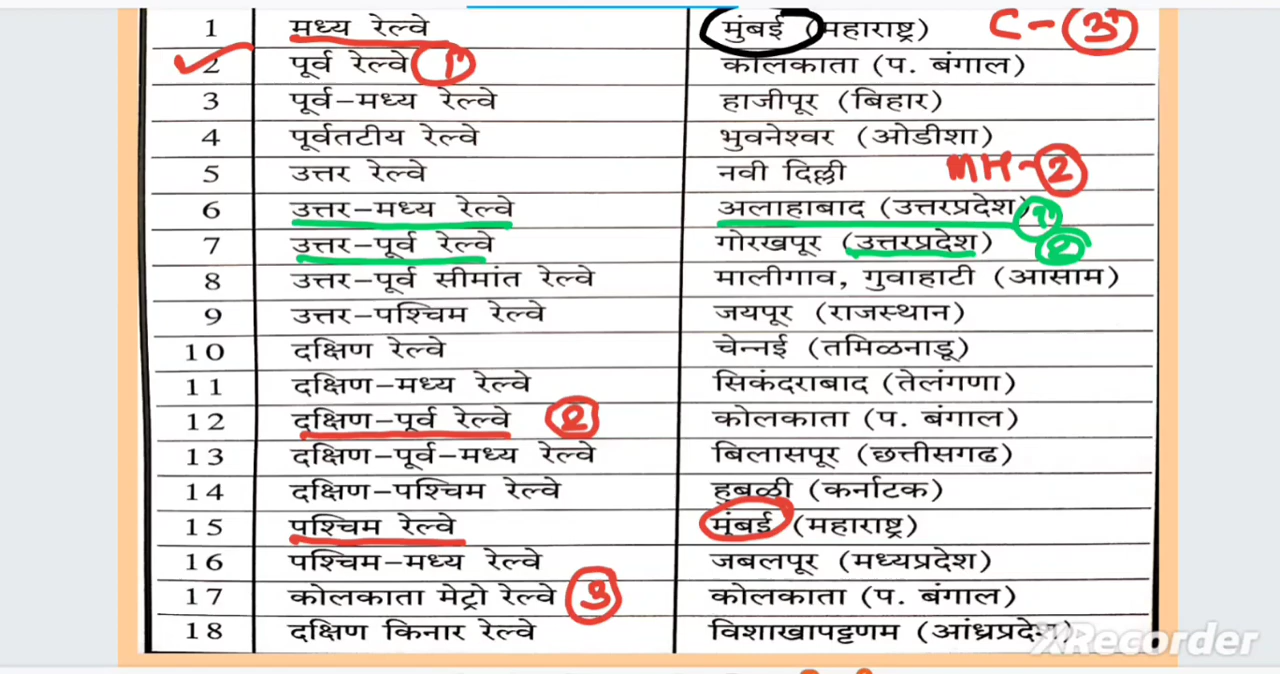 1 मध्य रेल्वे मुंबई (महाराष्ट्र) C - 3
2 पूर्व रेल्वे 1 कोलकाता (प. बंगाल)
3 पूर्व-मध्य रेल्वे हाजीपूर (बिहार)
4 पूर्वतटीय रेल्वे भुवनेश्वर (ओडीशा)
5 उत्तर रेल्वे नवी दिल्ली MH - 2
6 उत्तर-मध्य रेल्वे अलाहाबाद (उत्तरप्रदेश) 1
7 उत्तर-पूर्व रेल्वे गोरखपूर (उत्तरप्रदेश) 2
8 उत्तर-पूर्व सीमांत रेल्वे मालीगाव, गुवाहाटी (आसाम)
9 उत्तर-पश्चिम रेल्वे जयपूर (राजस्थान)
10 दक्षिण रेल्वे चेन्नई (तमिळनाडू)
11 दक्षिण-मध्य रेल्वे सिकंदराबाद (तेलंगणा)
12 दक्षिण-पूर्व रेल्वे 2 कोलकाता (प. बंगाल)
13 दक्षिण-पूर्व-मध्य रेल्वे बिलासपूर (छत्तीसगढ)
14 दक्षिण-पश्चिम रेल्वे हुबळी (कर्नाटक)
15 पश्चिम रेल्वे मुंबई (महाराष्ट्र)
16 पश्चिम-मध्य रेल्वे जबलपूर (मध्यप्रदेश)
17 कोलकाता मेट्रो रेल्वे 3 कोलकाता (प. बंगाल)
18 दक्षिण किनार रेल्वे विशाखापट्टणम (आंध्रप्रदेश)
XRecorder